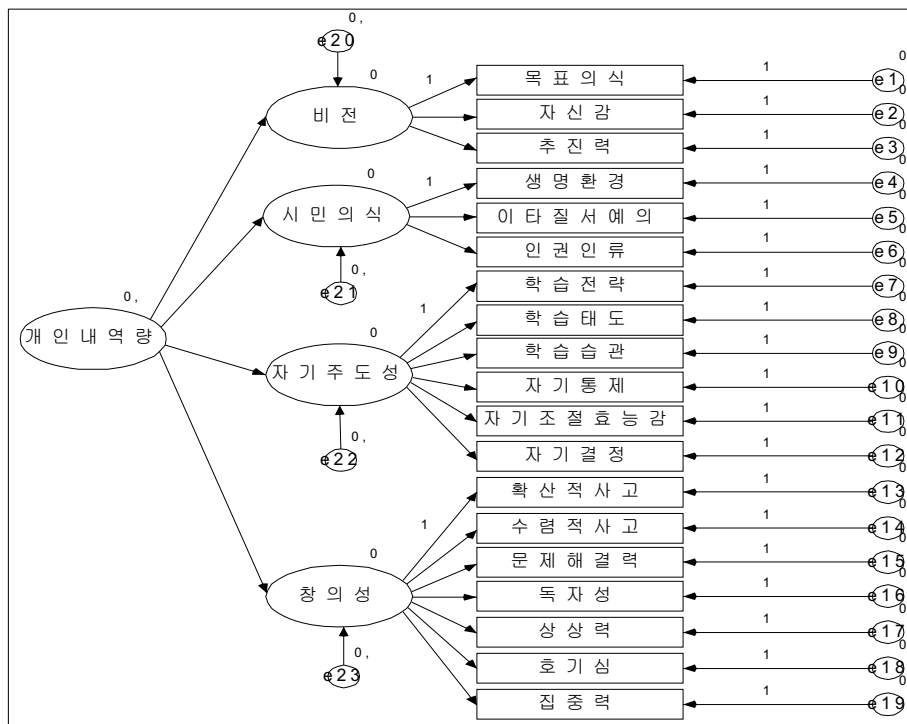 0,
e20
0
1
비전
목표의식
1
0
e1
자신감
1
0
e2
추진력
1
0
e3
0
1
시민의식
생명환경
1
0
e4
이타질서예의
1
0
e5
인권인류
1
0
e6
0,
e21
0,
개인내역량
0
1
자기주도성
학습전략
1
0
e7
학습태도
1
0
e8
학습습관
1
0
e9
자기통제
1
0
e10
자기조절효능감
1
0
e11
자기결정
1
0
e12
0,
e22
0
1
창의성
확산적사고
1
0
e13
수렴적사고
1
0
e14
문제해결력
1
0
e15
독자성
1
0
e16
상상력
1
0
e17
호기심
1
0
e18
집중력
1
0
e19
0,
e23